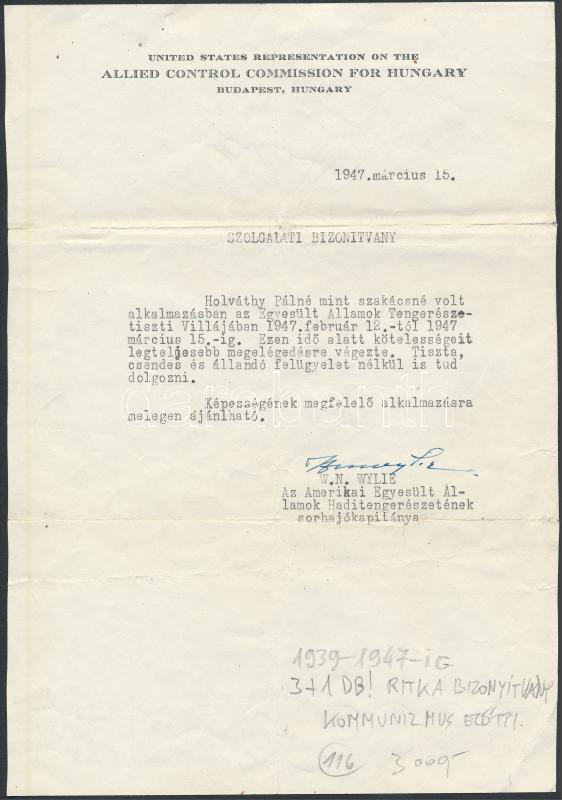 UNITED STATES REPRESENTATION ON THE
ALLIED CONTROL COMMISSION FOR HUNGARY
BUDAPEST, HUNGARY
1947.március 15.
SZOLGALATI BIZONITVANY
Holváthy Pálné mint szakácsné volt
alkalmazásban az Egyesült Államok Tengerésze-
tiszti Villájában 1947.február 12.-tól 1947
március 15.-ig. Ezen idő alatt kötelességeit
legteljesebb megelégedésre végezte. Tiszta,
csendes és állandó felügyelet nélkül is tud
dolgozni.
Képességének megfelelő alkalmazásra
melegen ajánlható.
W.N. WYLIE
Az Amerikai Egyesült Ál-
lamok Haditengerészetének
sorhajókapitánya
1939-1947-iG
3+1 DB! RITKA BIZONYÍTVÁNY
KOMMUNIZMUS ELŐTTI.
116 3000,-
darabanth